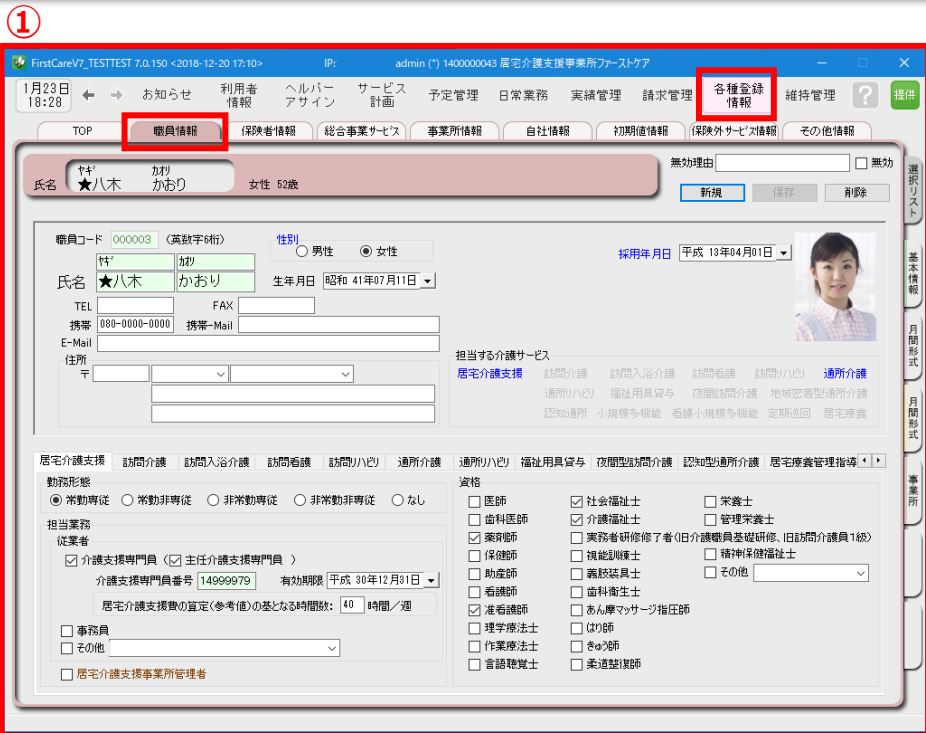 ①
FirstCareV7_TESTTEST 7.0.150 <2018-12-20 17:10> IP: admin (*) 1400000043 居宅介護支援事業所ファーストケア
1月23日 18:28 お知らせ 利用者情報 ヘルパーアサイン サービス計画 予定管理 日常業務 実績管理 請求管理 各種登録情報 維持管理 ? 提供
TOP 職員情報 保険者情報 総合事業サービス 事業所情報 自社情報 初期値情報 保険外サービス情報 その他情報
無効理由 無効
ヤギ カオリ
氏名 ★八木 かおり 女性 52歳
新規 保存 削除
選択リスト
基本情報
月間形式
月間形式
事業所
職員コード 000003 (英数字6桁) 性別 男性 女性 採用年月日 平成 13年04月01日
ヤギ カオリ
氏名 ★八木 かおり 生年月日 昭和 41年07月11日
TEL FAX
携帯 080-0000-0000 携帯-Mail
E-Mail
住所
〒
担当する介護サービス
居宅介護支援 訪問介護 訪問入浴介護 訪問看護 訪問リハビリ 通所介護
通所リハビリ 福祉用具貸与 夜間訪問介護 地域密着型通所介護
認知通所 小規模多機能 看護小規模多機能 定期巡回 居宅療養
居宅介護支援 訪問介護 訪問入浴介護 訪問看護 訪問リハビリ 通所介護 通所リハビリ 福祉用具貸与 夜間型訪問介護 認知型通所介護 居宅療養管理指導
勤務形態
常勤専従 常勤非専従 非常勤専従 非常勤非専従 なし
担当業務
従業者
介護支援専門員 ( 主任介護支援専門員 )
介護支援専門員番号 14999979 有効期限 平成 30年12月31日
居宅介護支援費の算定(参考値)の基となる時間数: 40 時間/週
事務員
その他
居宅介護支援事業所管理者
資格
医師 社会福祉士 栄養士
歯科医師 介護福祉士 管理栄養士
薬剤師 実務者研修修了者(旧介護職員基礎研修、旧訪問介護員1級)
保健師 視能訓練士 精神保健福祉士
助産師 義肢装具士 その他
看護師 歯科衛生士
准看護師 あん摩マッサージ指圧師
理学療法士 はり師
作業療法士 きゅう師
言語聴覚士 柔道整復師